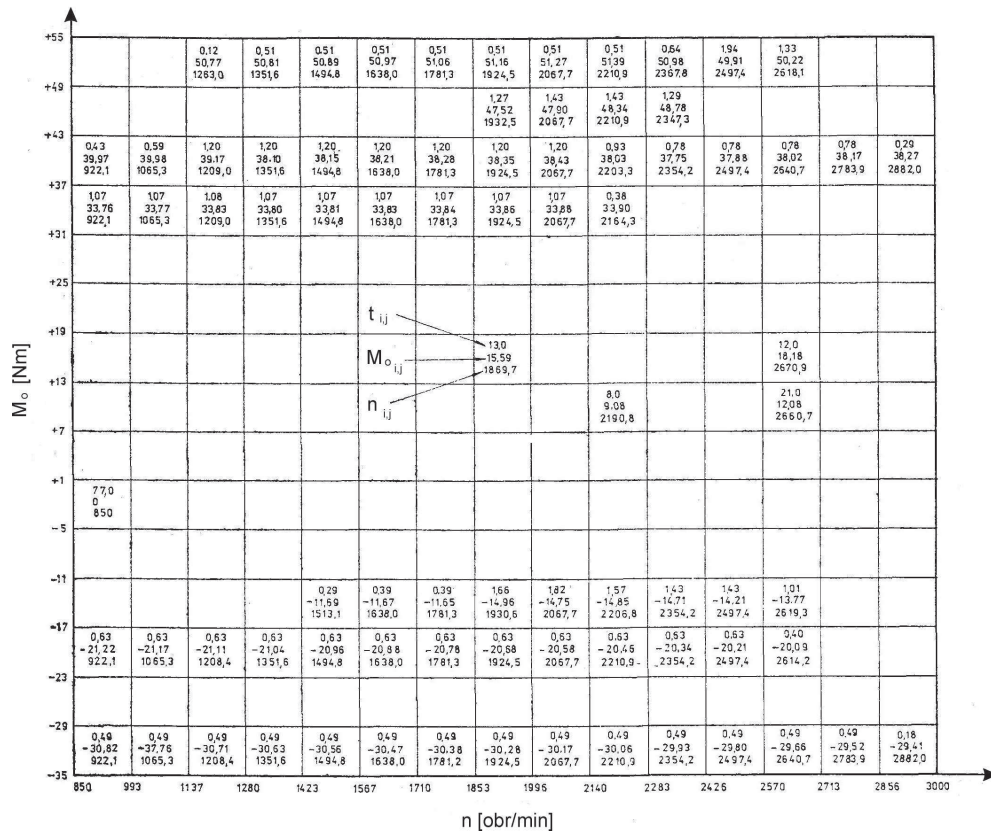 +55
0,12 0,51 0,51 0,51 0,51 0,51 0,51 0,51 0,64 1,94 1,33
50,77 50,81 50,89 50,97 51,06 51,16 51,27 51,39 50,98 49,91 50,22
1263,0 1351,6 1494,8 1638,0 1781,3 1924,5 2067,7 2210,9 2367,8 2497,4 2618,1
+49
1,27 1,43 1,43 1,29
47,52 47,90 48,34 48,78
1932,5 2067,7 2210,9 2347,3
+43
0,43 0,59 1,20 1,20 1,20 1,20 1,20 1,20 1,20 0,93 0,78 0,78 0,78 0,78 0,29
39,97 39,98 39,17 38,10 38,15 38,21 38,28 38,35 38,43 38,03 37,75 37,88 38,02 38,17 38,27
922,1 1065,3 1209,0 1351,6 1494,8 1638,0 1781,3 1924,5 2067,7 2203,3 2354,2 2497,4 2640,7 2783,9 2882,0
+37
1,07 1,07 1,08 1,07 1,07 1,07 1,07 1,07 1,07 0,38
33,76 33,77 33,83 33,80 33,81 33,83 33,84 33,86 33,88 33,90
922,1 1065,3 1209,0 1351,6 1494,8 1638,0 1781,3 1924,5 2067,7 2164,3
+31
+25
+19
t i,j
13,0 12,0
M o i,j 15,59 18,18
1869,7 2670,9
+13
n i,j
8,0 21,0
9,08 12,08
2190,8 2660,7
+7
+1
77,0
0
850
-5
-11
0,29 0,39 0,39 1,66 1,82 1,57 1,43 1,43 1,01
-11,69 -11,67 -11,65 -14,96 -14,75 -14,85 -14,71 -14,21 -13,77
1513,1 1638,0 1781,3 1930,6 2067,7 2206,8 2354,2 2497,4 2619,3
-17
0,63 0,63 0,63 0,63 0,63 0,63 0,63 0,63 0,63 0,63 0,63 0,63 0,40
-21,22 -21,17 -21,11 -21,04 -20,96 -20,88 -20,78 -20,68 -20,58 -20,46 -20,34 -20,21 -20,09
922,1 1065,3 1208,4 1351,6 1494,8 1638,0 1781,3 1924,5 2067,7 2210,9 2354,2 2497,4 2614,2
-23
-29
0,49 0,49 0,49 0,49 0,49 0,49 0,49 0,49 0,49 0,49 0,49 0,49 0,49 0,49 0,18
-30,82 -37,76 -30,71 -30,63 -30,56 -30,47 -30,38 -30,28 -30,17 -30,06 -29,93 -29,80 -29,66 -29,52 -29,41
922,1 1065,3 1208,4 1351,6 1494,8 1638,0 1781,2 1924,5 2067,7 2210,9 2354,2 2497,4 2640,7 2783,9 2882,0
-35
850 993 1137 1280 1423 1567 1710 1853 1996 2140 2283 2426 2570 2713 2856 3000
M o [Nm]
n [obr/min]